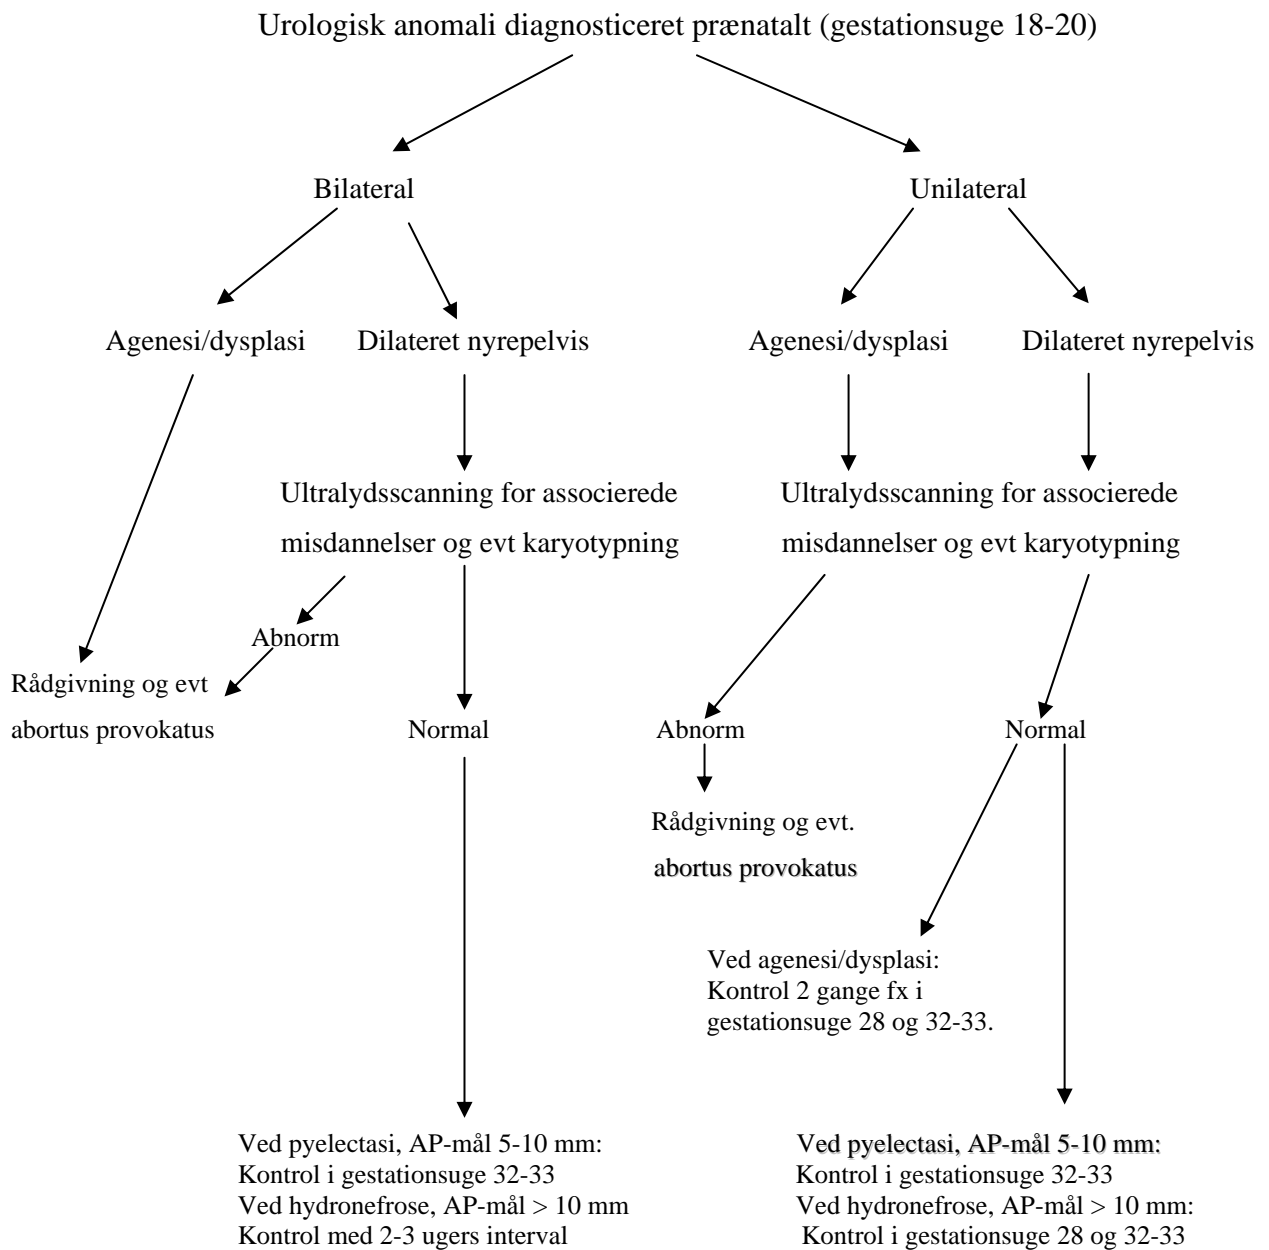 Urologisk anomali diagnosticeret prænatalt (gestationsuge 18-20)
Bilateral
Unilateral
Agenesi/dysplasi
Dilateret nyrepelvis
Agenesi/dysplasi
Dilateret nyrepelvis
Ultralydsscanning for associerede
misdannelser og evt karyotypning
Ultralydsscanning for associerede
misdannelser og evt karyotypning
Abnorm
Rådgivning og evt
abortus provokatus
Normal
Abnorm
Normal
Rådgivning og evt.
abortus provokatus
Ved agenesi/dysplasi:
Kontrol 2 gange fx i
gestationsuge 28 og 32-33.
Ved pyelectasi, AP-mål 5-10 mm:
Kontrol i gestationsuge 32-33
Ved hydronefrose, AP-mål > 10 mm
Kontrol med 2-3 ugers interval
Ved pyelectasi, AP-mål 5-10 mm:
Kontrol i gestationsuge 32-33
Ved hydronefrose, AP-mål > 10 mm:
Kontrol i gestationsuge 28 og 32-33